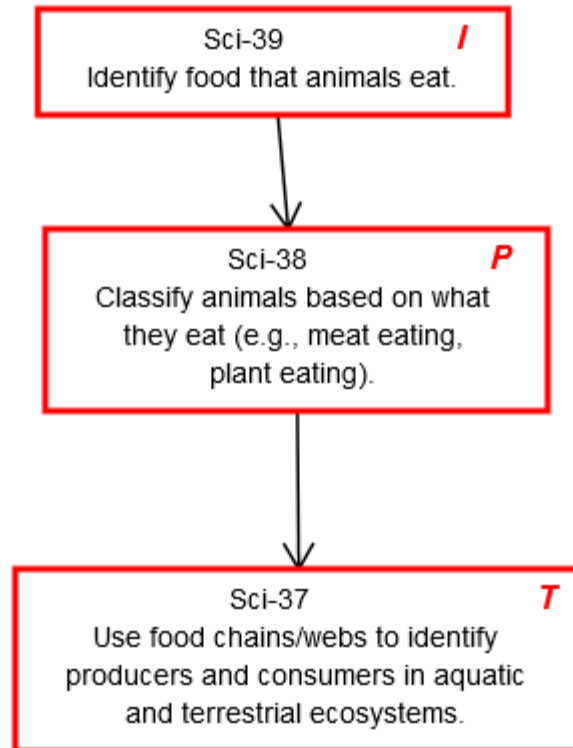 Sci-39 I
Identify food that animals eat.
Sci-38 P
Classify animals based on what
they eat (e.g., meat eating,
plant eating).
Sci-37 T
Use food chains/webs to identify
producers and consumers in aquatic
and terrestrial ecosystems.